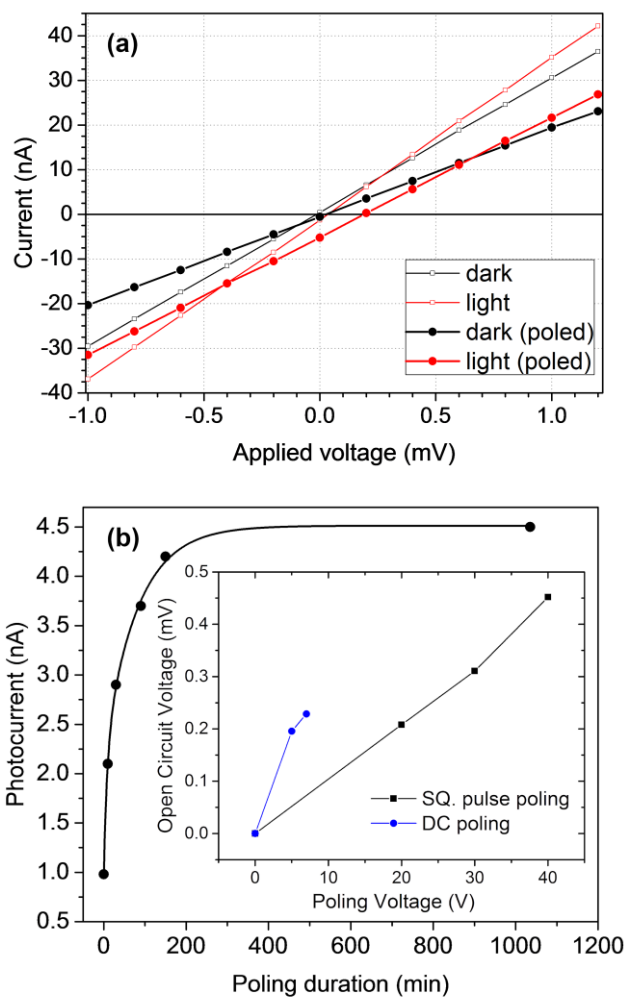 (a)
Current (nA)
40
30
20
10
0
-10
-20
-30
-40
dark
light
dark (poled)
light (poled)
-1.0 -0.5 0.0 0.5 1.0
Applied voltage (mV)
(b)
Photocurrent (nA)
4.5
4.0
3.5
3.0
2.5
2.0
1.5
1.0
0.5
Open Circuit Voltage (mV)
0.5
0.4
0.3
0.2
0.1
0.0
SQ. pulse poling
DC poling
0 20 40
Poling Voltage (V)
0 200 400 600 800 1000 1200
Poling duration (min)